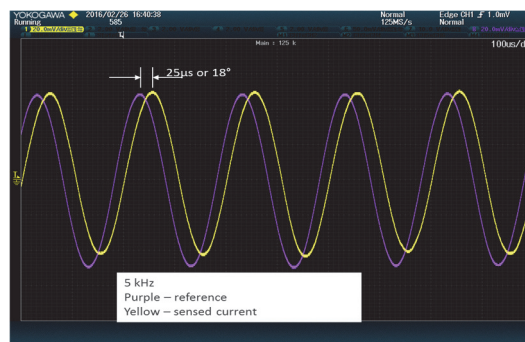 YOKOGAWA 2016/02/26 16:40:38 Normal Edge CH1 1.0mV
Running 585 125MS/s Normal
Main : 125 k 100us/d
25µs or 18°
5 kHz
Purple – reference
Yellow – sensed current